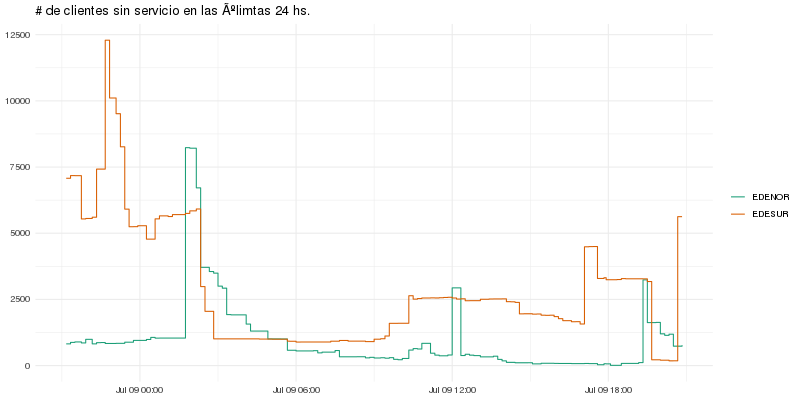 # de clientes sin servicio en las Ãºlimtas 24 hs.
12500
10000
7500
5000
2500
0
Jul 09 00:00
Jul 09 06:00
Jul 09 12:00
Jul 09 18:00
EDENOR
EDESUR